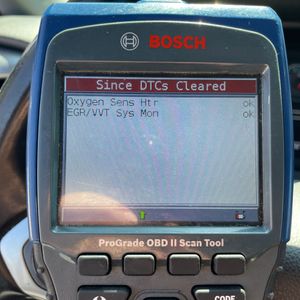 BOSCH
Since DTCs Cleared
Oxygen Sens Htr ok
EGR/VVT Sys Mon ok
ProGrade OBD II Scan Tool
CODE